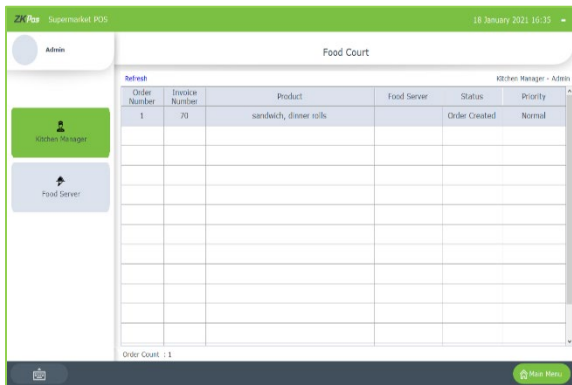 ZKPos Supermarket POS 18 January 2021 16:35
Admin
Food Court
Refresh Kitchen Manager - Admin
Order Number Invoice Number Product Food Server Status Priority
1 70 sandwich, dinner rolls Order Created Normal
Kitchen Manager
Food Server
Order Count : 1
Main Menu